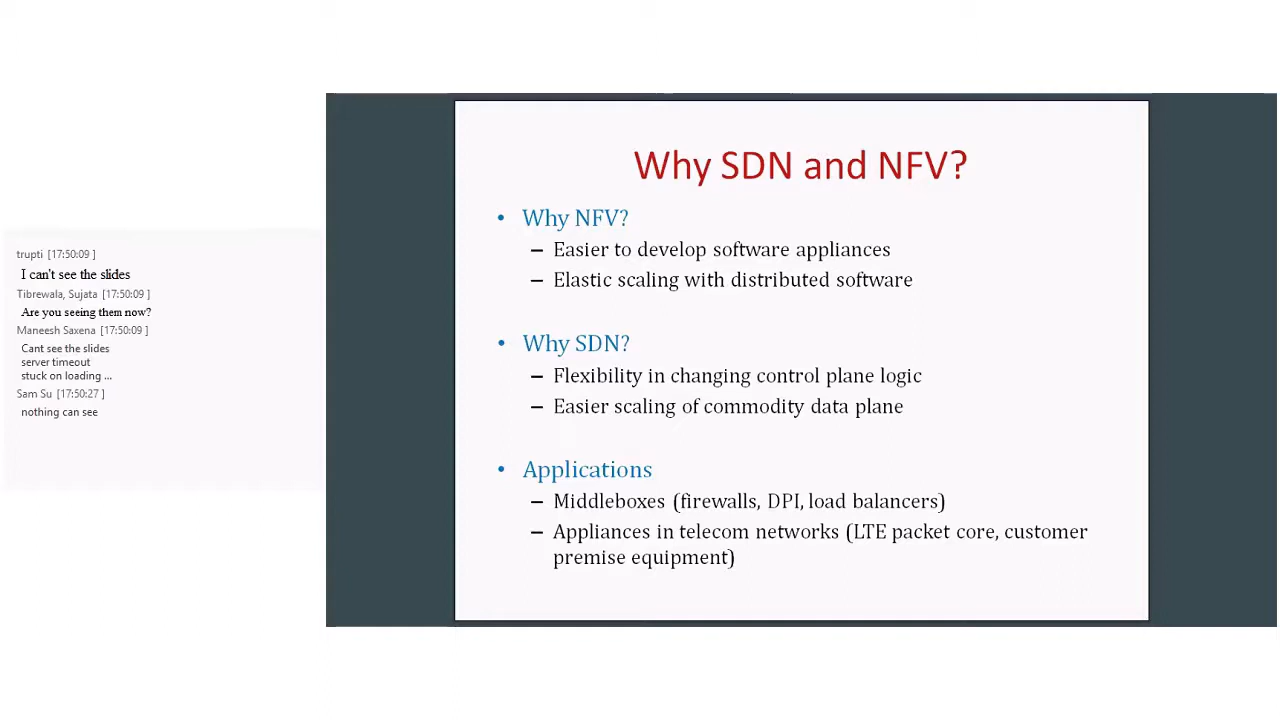 trupti [17:50:09 ]
I can't see the slides
Tibrewala, Sujata [17:50:09 ]
Are you seeing them now?
Maneesh Saxena [17:50:09 ]
Cant see the slides
server timeout
stuck on loading ...
Sam Su [17:50:27 ]
nothing can see
Why SDN and NFV?
• Why NFV?
– Easier to develop software appliances
– Elastic scaling with distributed software
• Why SDN?
– Flexibility in changing control plane logic
– Easier scaling of commodity data plane
• Applications
– Middleboxes (firewalls, DPI, load balancers)
– Appliances in telecom networks (LTE packet core, customer
premise equipment)